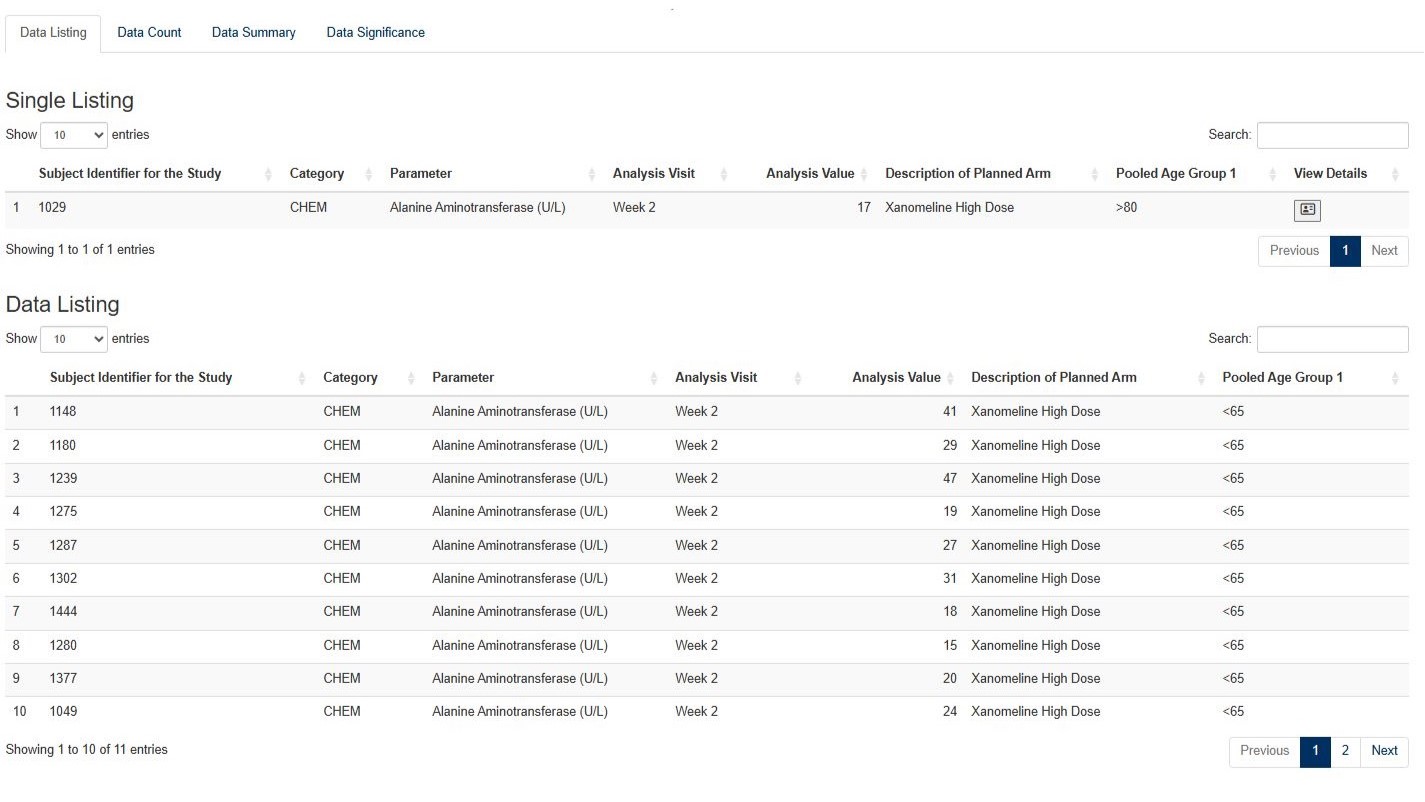 Data Listing Data Count Data Summary Data Significance
Single Listing
Show 10 entries Search:
Subject Identifier for the Study Category Parameter Analysis Visit Analysis Value Description of Planned Arm Pooled Age Group 1 View Details
1 1029 CHEM Alanine Aminotransferase (U/L) Week 2 17 Xanomeline High Dose >80
Showing 1 to 1 of 1 entries Previous 1 Next
Data Listing
Show 10 entries Search:
Subject Identifier for the Study Category Parameter Analysis Visit Analysis Value Description of Planned Arm Pooled Age Group 1
1 1148 CHEM Alanine Aminotransferase (U/L) Week 2 41 Xanomeline High Dose <65
2 1180 CHEM Alanine Aminotransferase (U/L) Week 2 29 Xanomeline High Dose <65
3 1239 CHEM Alanine Aminotransferase (U/L) Week 2 47 Xanomeline High Dose <65
4 1275 CHEM Alanine Aminotransferase (U/L) Week 2 19 Xanomeline High Dose <65
5 1287 CHEM Alanine Aminotransferase (U/L) Week 2 27 Xanomeline High Dose <65
6 1302 CHEM Alanine Aminotransferase (U/L) Week 2 31 Xanomeline High Dose <65
7 1444 CHEM Alanine Aminotransferase (U/L) Week 2 18 Xanomeline High Dose <65
8 1280 CHEM Alanine Aminotransferase (U/L) Week 2 15 Xanomeline High Dose <65
9 1377 CHEM Alanine Aminotransferase (U/L) Week 2 20 Xanomeline High Dose <65
10 1049 CHEM Alanine Aminotransferase (U/L) Week 2 24 Xanomeline High Dose <65
Showing 1 to 10 of 11 entries Previous 1 2 Next